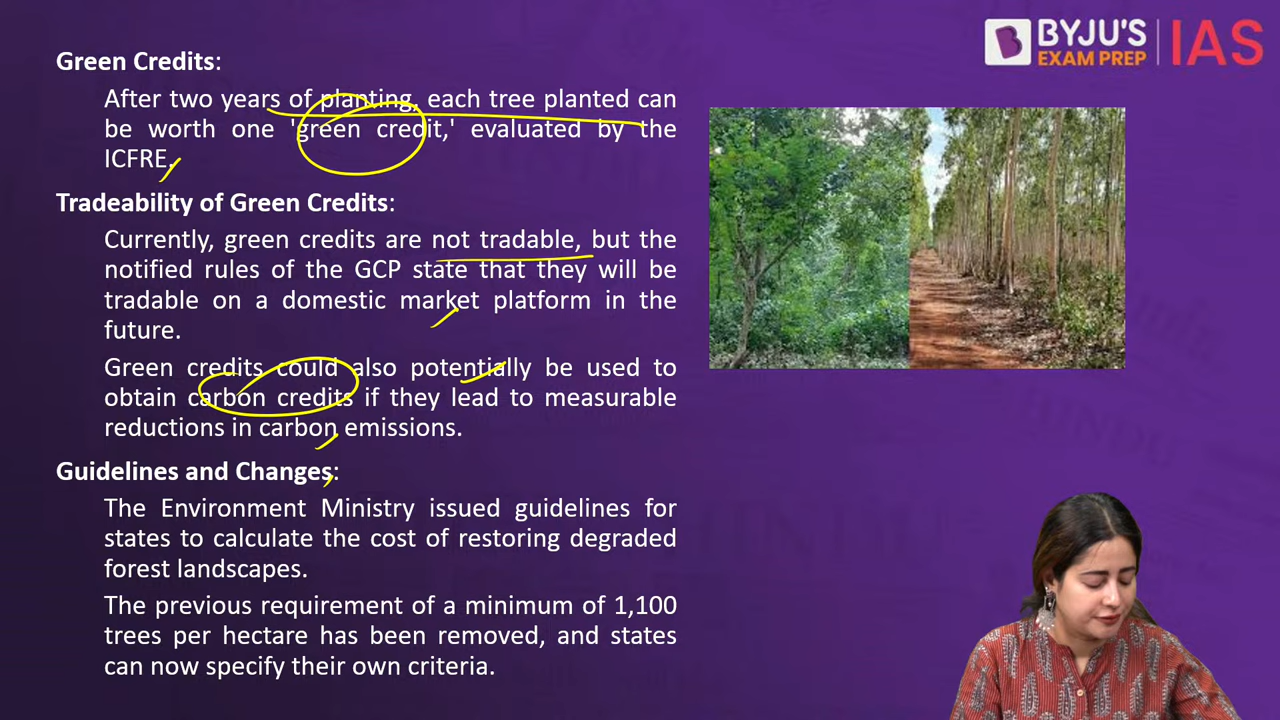 BYJU'S
EXAM PREP
IAS
Green Credits:
After two years of planting, each tree planted can
be worth one 'green credit,' evaluated by the
ICFRE.
Tradeability of Green Credits:
Currently, green credits are not tradable, but the
notified rules of the GCP state that they will be
tradable on a domestic market platform in the
future.
Green credits could also potentially be used to
obtain carbon credits if they lead to measurable
reductions in carbon emissions.
Guidelines and Changes:
The Environment Ministry issued guidelines for
states to calculate the cost of restoring degraded
forest landscapes.
The previous requirement of a minimum of 1,100
trees per hectare has been removed, and states
can now specify their own criteria.